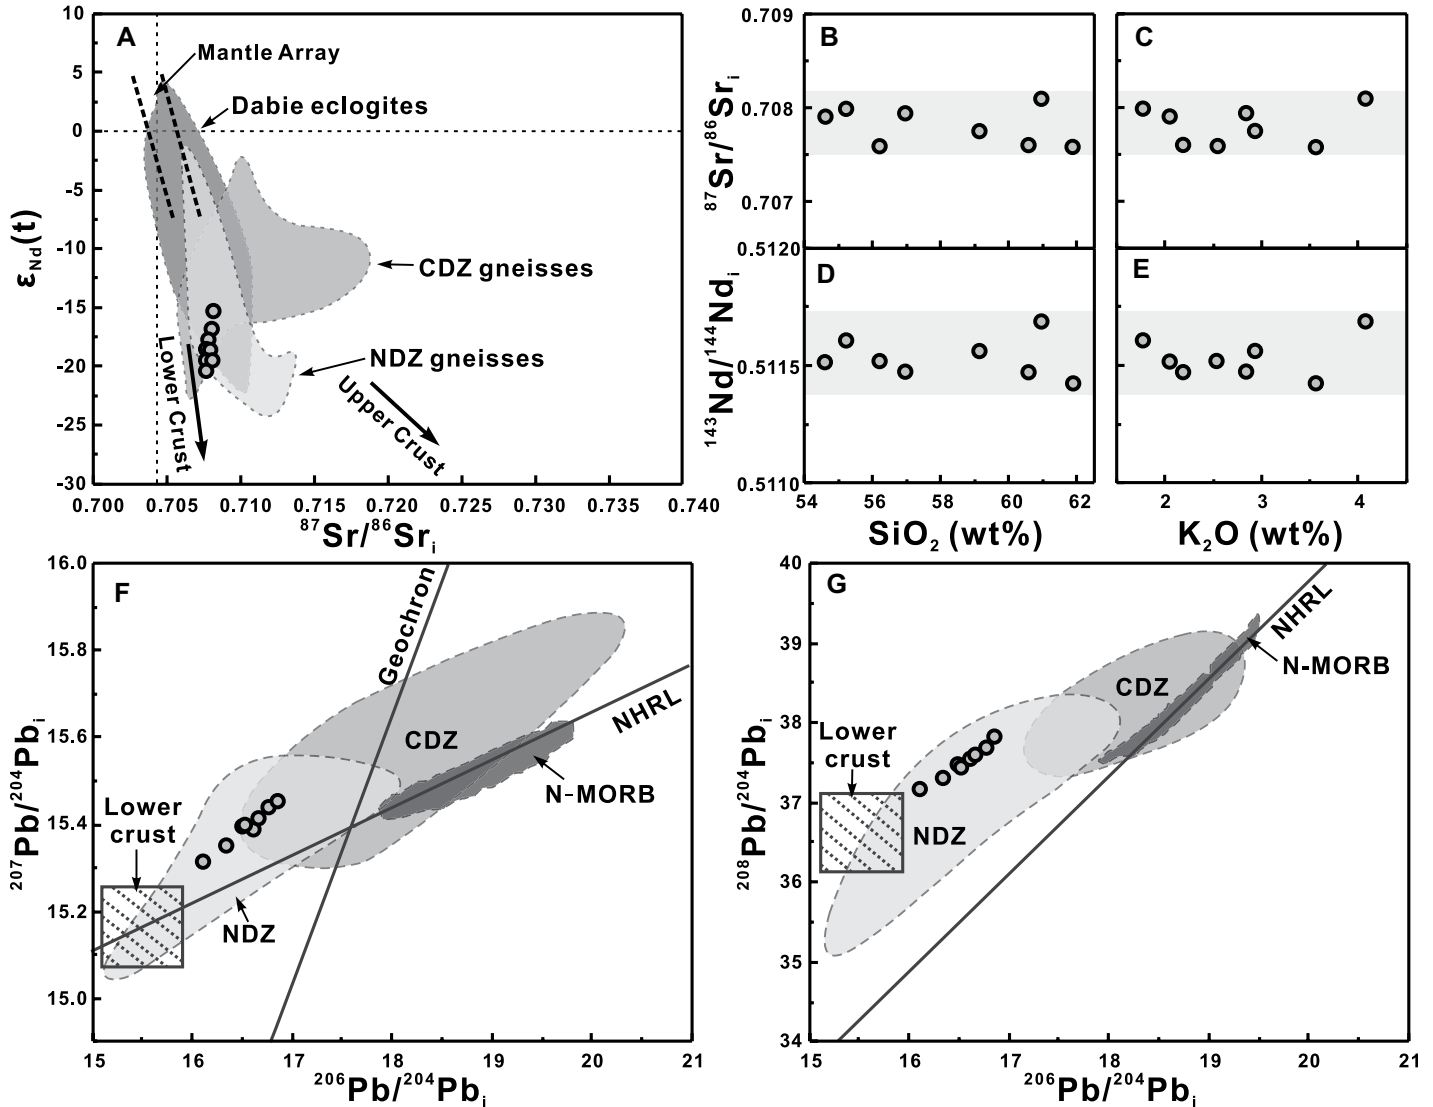 A
Mantle Array
Dabie eclogites
CDZ gneisses
NDZ gneisses
Lower Crust
Upper Crust
10
5
0
-5
-10
-15
-20
-25
-30
εNd(t)
0.700 0.705 0.710 0.715 0.720 0.725 0.730 0.735 0.740
⁸⁷Sr/⁸⁶Srᵢ
B
C
0.709
0.708
0.707
0.5120
⁸⁷Sr/⁸⁶Srᵢ
D
E
0.5115
0.5110
¹⁴³Nd/¹⁴⁴Ndᵢ
54 56 58 60 62
2 3 4
SiO₂ (wt%)
K₂O (wt%)
F
Geochron
CDZ
NHRL
N-MORB
Lower
crust
NDZ
16.0
15.8
15.6
15.4
15.2
15.0
²⁰⁷Pb/²⁰⁴Pbᵢ
15 16 17 18 19 20 21
²⁰⁶Pb/²⁰⁴Pbᵢ
G
NHRL
N-MORB
CDZ
Lower
crust
NDZ
40
39
38
37
36
35
34
²⁰⁸Pb/²⁰⁴Pbᵢ
15 16 17 18 19 20 21
²⁰⁶Pb/²⁰⁴Pbᵢ